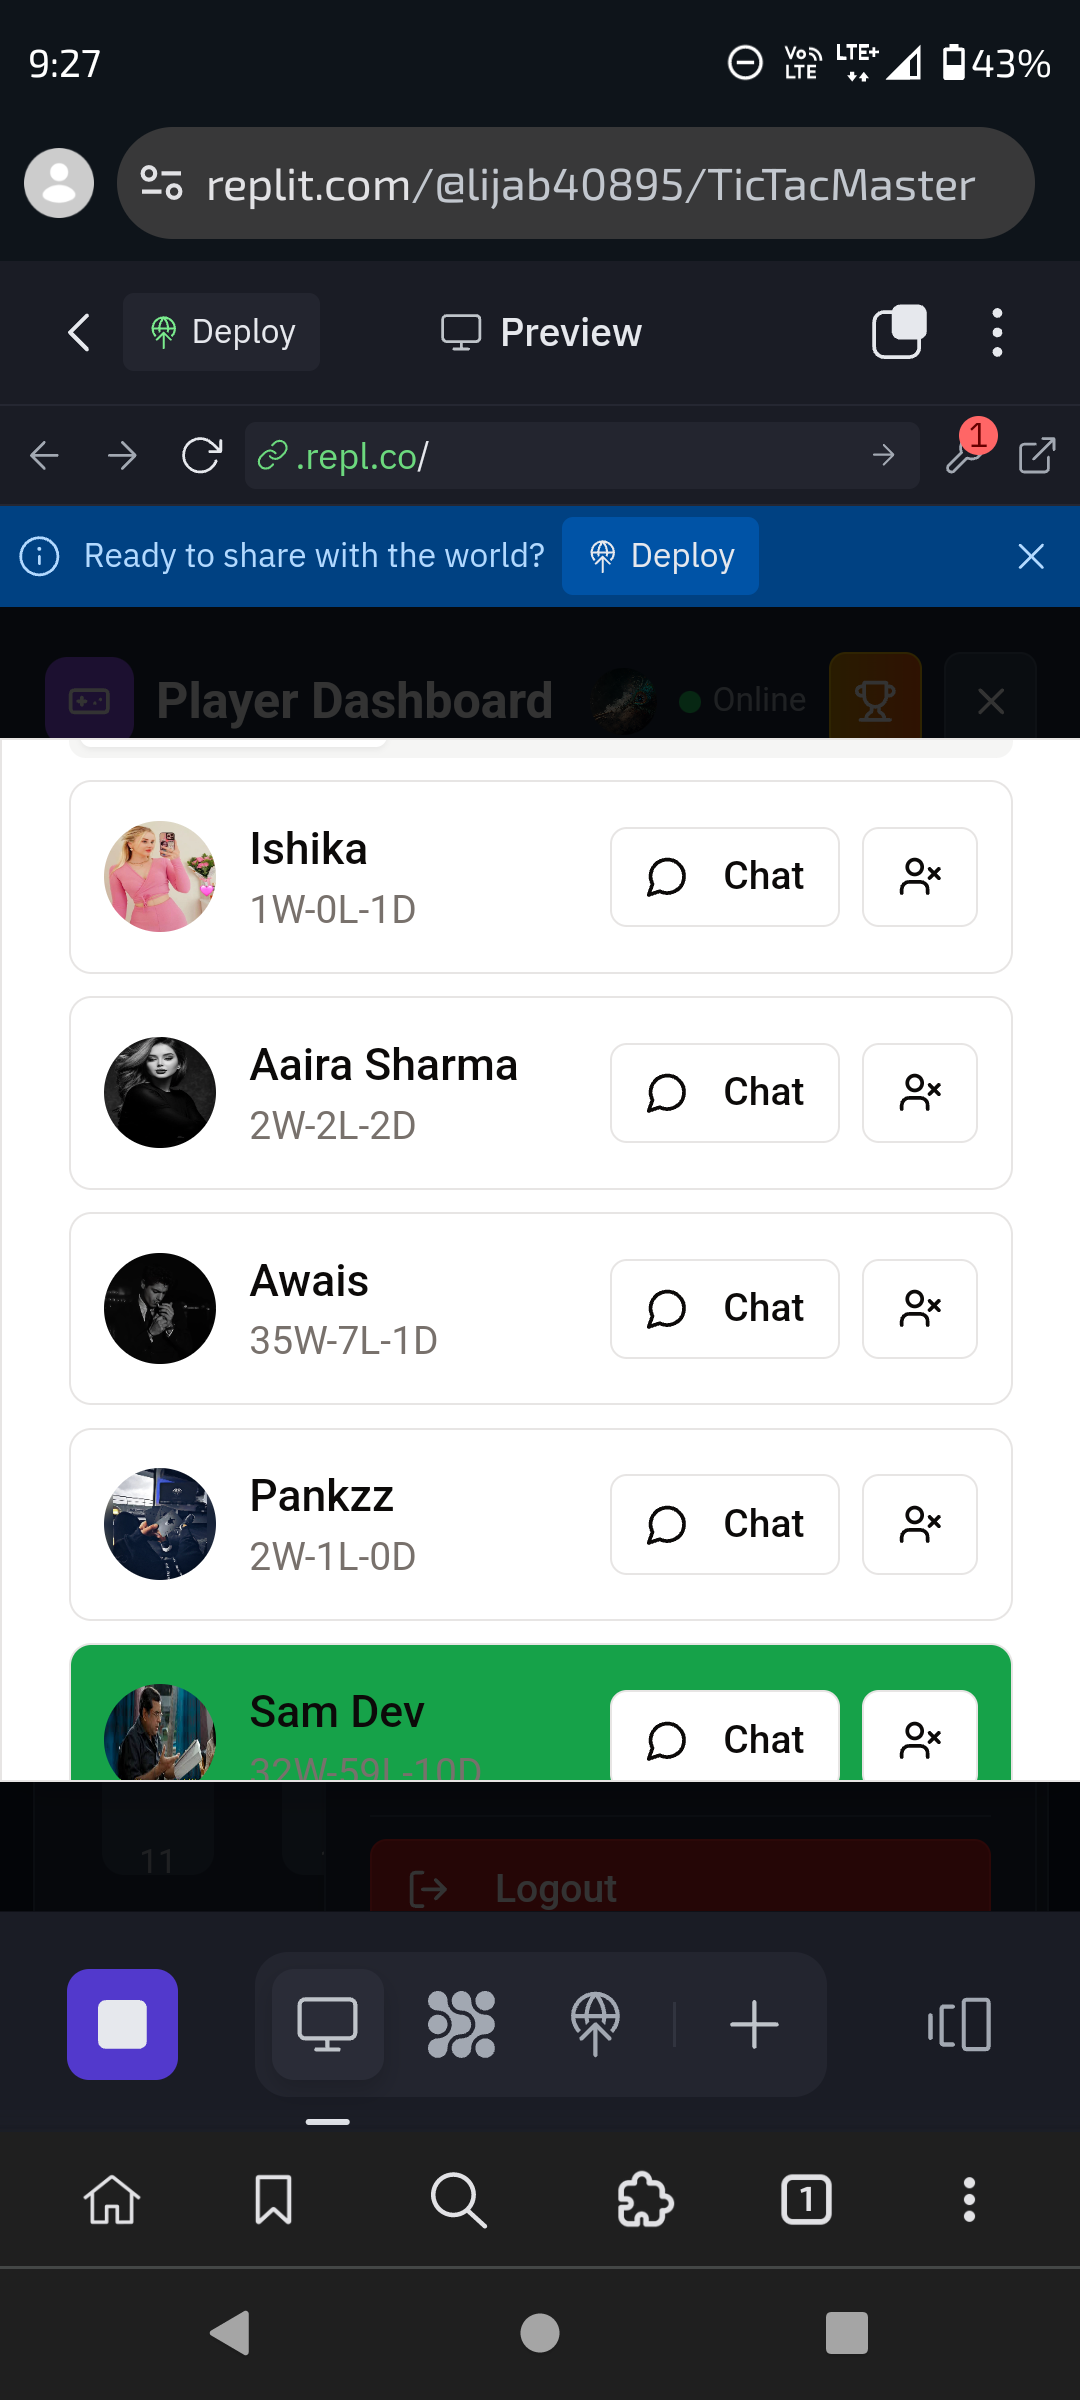 9:27
Vo LTE
LTE+
43%
replit.com/@lijab40895/TicTacMaster
Deploy
Preview
.repl.co/
1
Ready to share with the world?
Deploy
Player Dashboard
Online
Ishika
1W-0L-1D
Chat
Aaira Sharma
2W-2L-2D
Chat
Awais
35W-7L-1D
Chat
Pankzz
2W-1L-0D
Chat
Sam Dev
32W-59L-10D
Chat
11
Logout
1